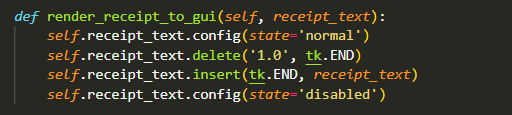 def render_receipt_to_gui(self, receipt_text):
    self.receipt_text.config(state='normal')
    self.receipt_text.delete('1.0', tk.END)
    self.receipt_text.insert(tk.END, receipt_text)
    self.receipt_text.config(state='disabled')